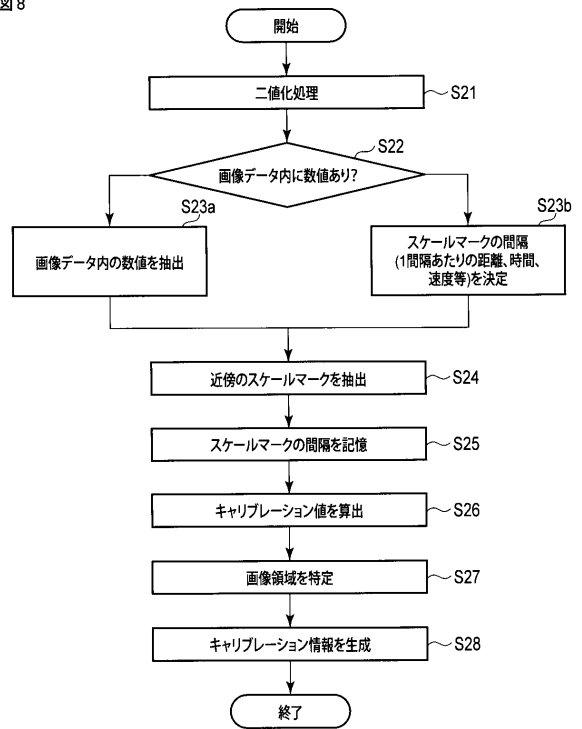 図8
開始
二値化処理
S21
S22
画像データ内に数値あり?
S23a
画像データ内の数値を抽出
S23b
スケールマークの間隔
(1間隔あたりの距離、時間、
速度等)を決定
近傍のスケールマークを抽出
S24
スケールマークの間隔を記憶
S25
キャリブレーション値を算出
S26
画像領域を特定
S27
キャリブレーション情報を生成
S28
終了